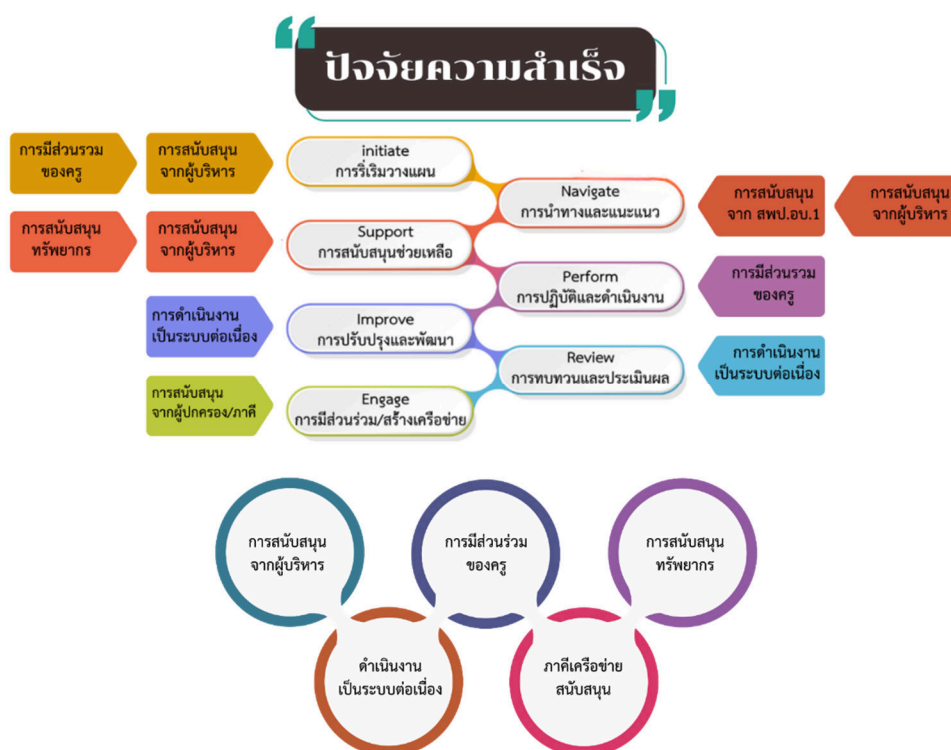 ปัจจัยความสำเร็จ
การมีส่วนรวม
ของครู
การสนับสนุน
จากผู้บริหาร
initiate
การริ่เริมวางแผน
Navigate
การนำทางและแนะแนว
การสนับสนุน
จาก สพป.อบ.1
การสนับสนุน
จากผู้บริหาร
การสนับสนุน
ทรัพยากร
การสนับสนุน
จากผู้บริหาร
Support
การสนับสนุนช่วยเหลือ
Perform
การปฏิบัติและดำเนินงาน
การมีส่วนรวม
ของครู
การดำเนินงาน
เป็นระบบต่อเนื่อง
Improve
การปรับปรุงและพัฒนา
Review
การทบทวนและประเมินผล
การดำเนินงาน
เป็นระบบต่อเนื่อง
การสนับสนุน
จากผู้ปกครอง/ภาคี
Engage
การมีส่วนร่วม/สร้างเครือข่าย
การสนับสนุน
จากผู้บริหาร
การมีส่วนร่วม
ของครู
การสนับสนุน
ทรัพยากร
ดำเนินงาน
เป็นระบบต่อเนื่อง
ภาคีเครือข่าย
สนับสนุน